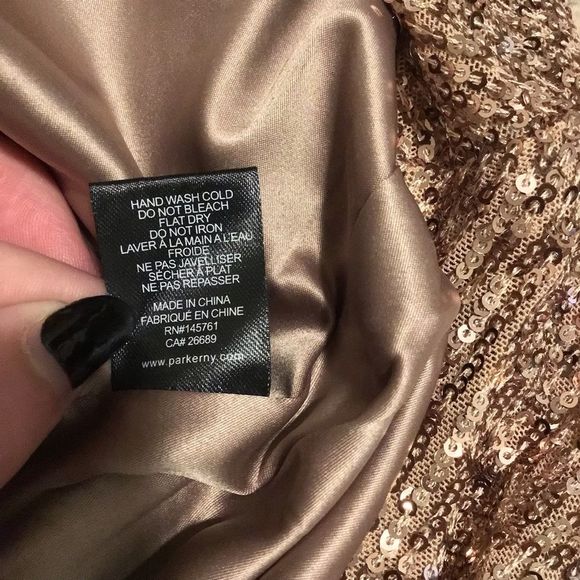 HAND WASH COLD
DO NOT BLEACH
FLAT DRY
DO NOT IRON
LAVER À LA MAIN A L'EAU
FROIDE
NE PAS JAVELLISER
SÉCHER À PLAT
NE PAS REPASSER
MADE IN CHINA
FABRIQUÉ EN CHINE
RN#145761
CA# 26689
www.parkerny.com